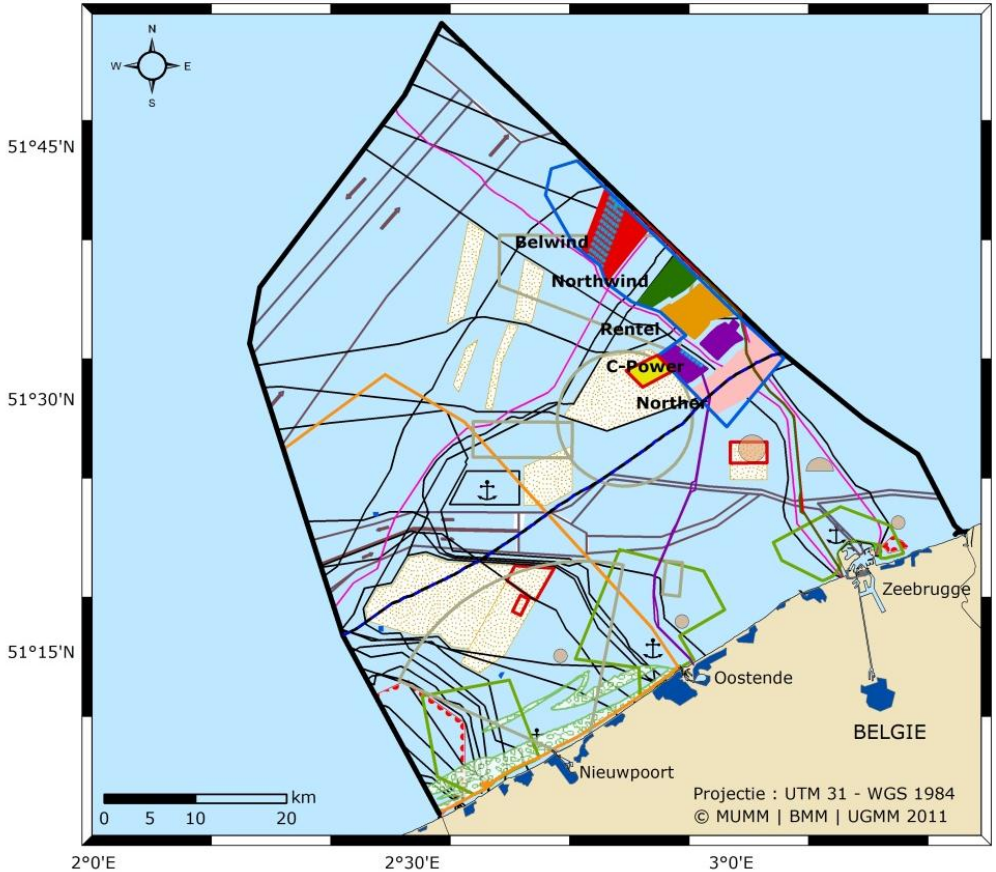 N
W E
S
51°45'N
Belwind
Northwind
Rentel
C-Power
51°30'N
Norther
Zeebrugge
51°15'N
Oostende
BELGIE
Nieuwpoort
km
0 5 10 20
Projectie : UTM 31 - WGS 1984
© MUMM | BMM | UGMM 2011
2°0'E 2°30'E 3°0'E